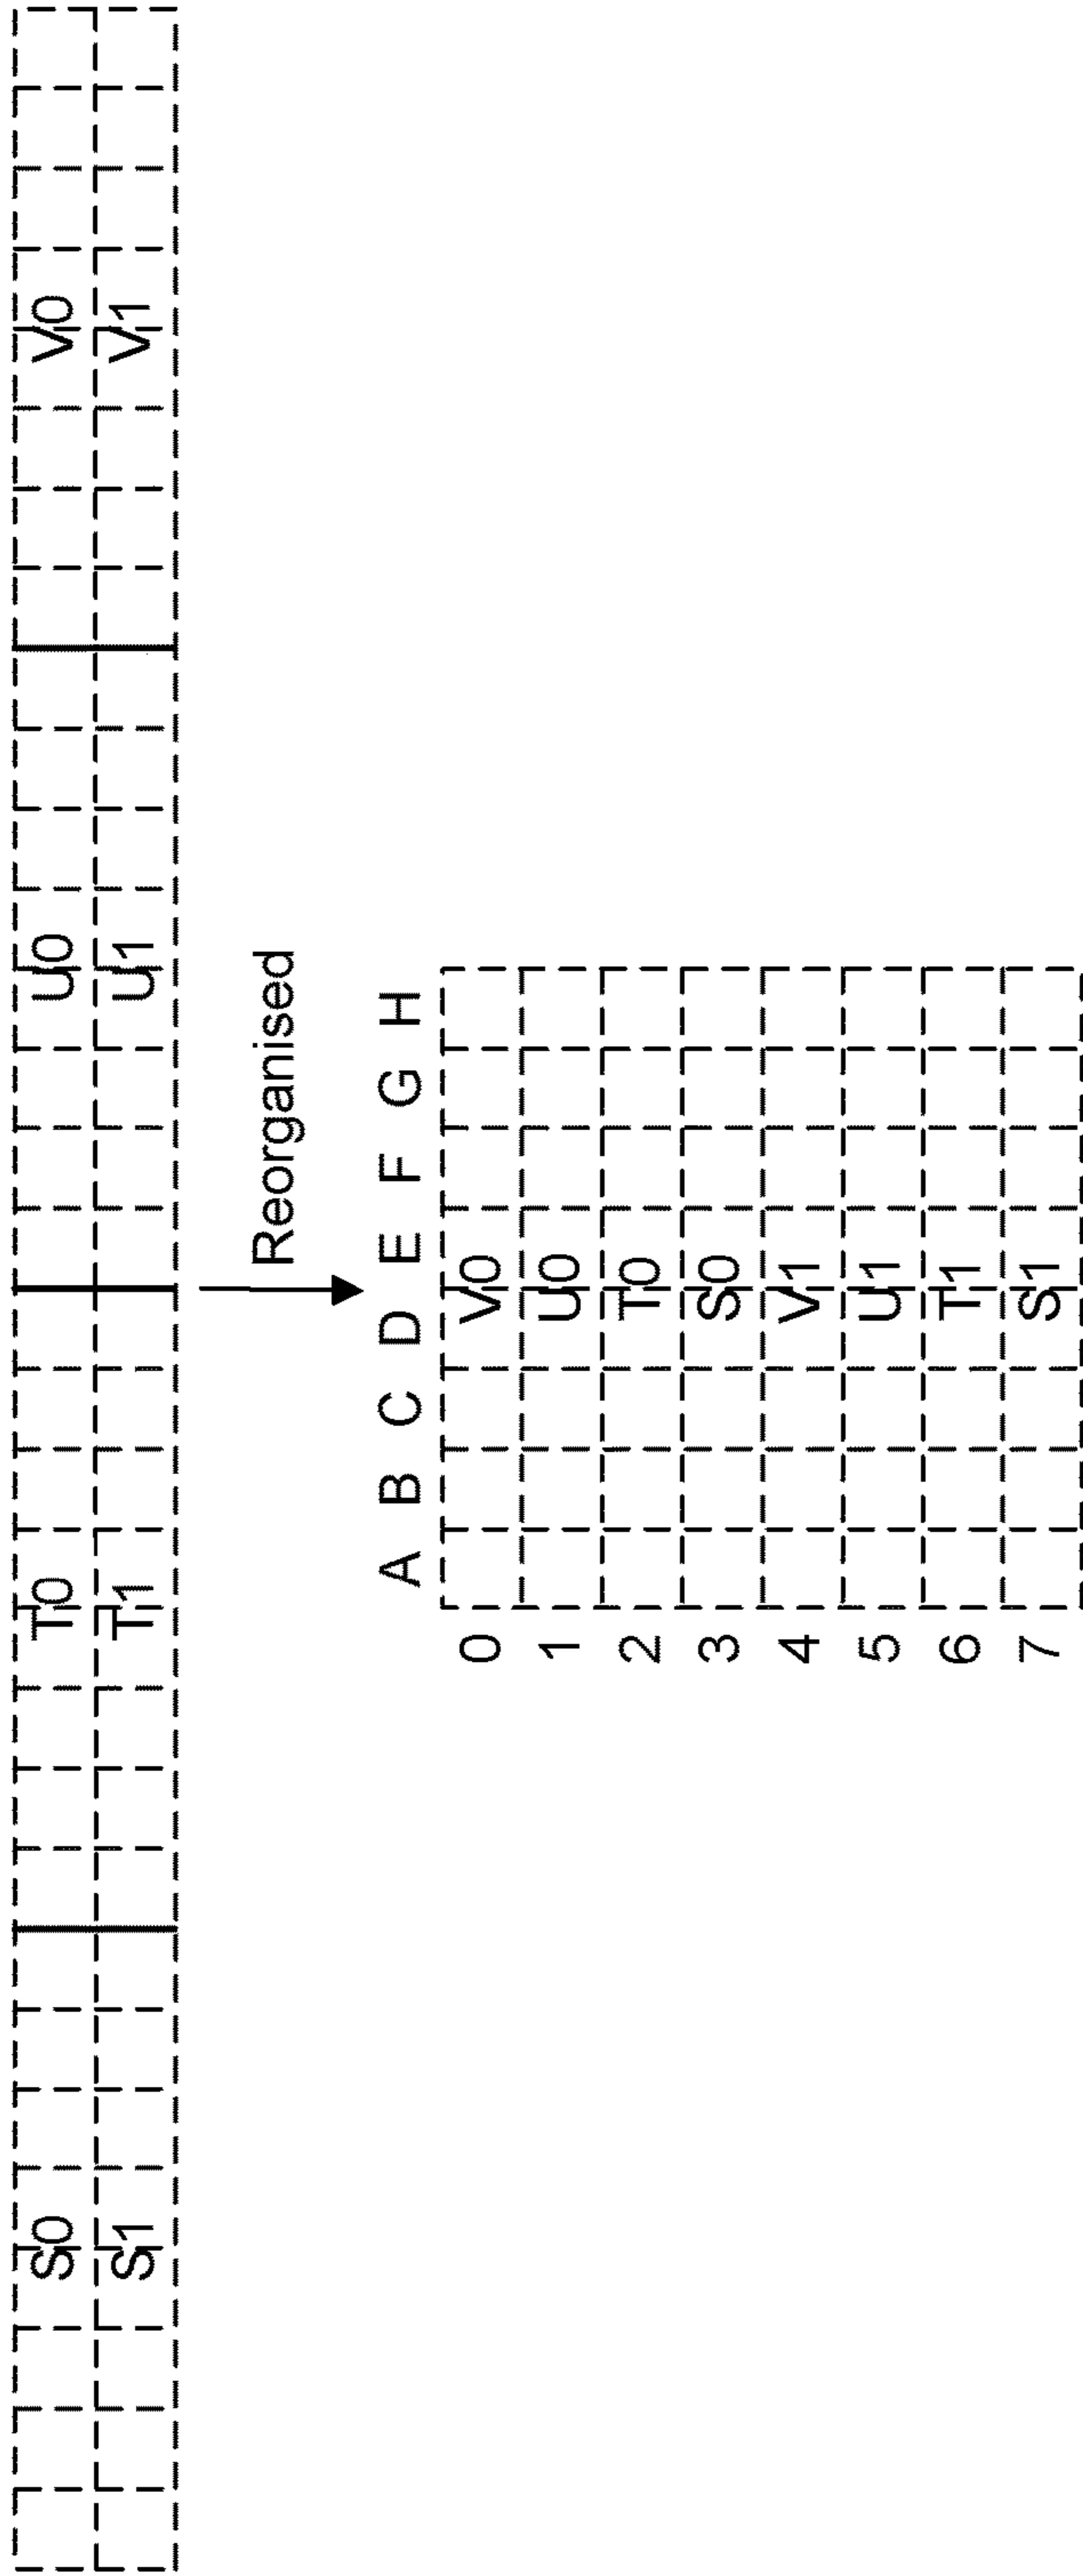 S0 T0 U0 V0
S1 T1 U1 V1
Reorganised
A B C D E F G H
0 V0
1 U0
2 T0
3 S0
4 V1
5 U1
6 T1
7 S1